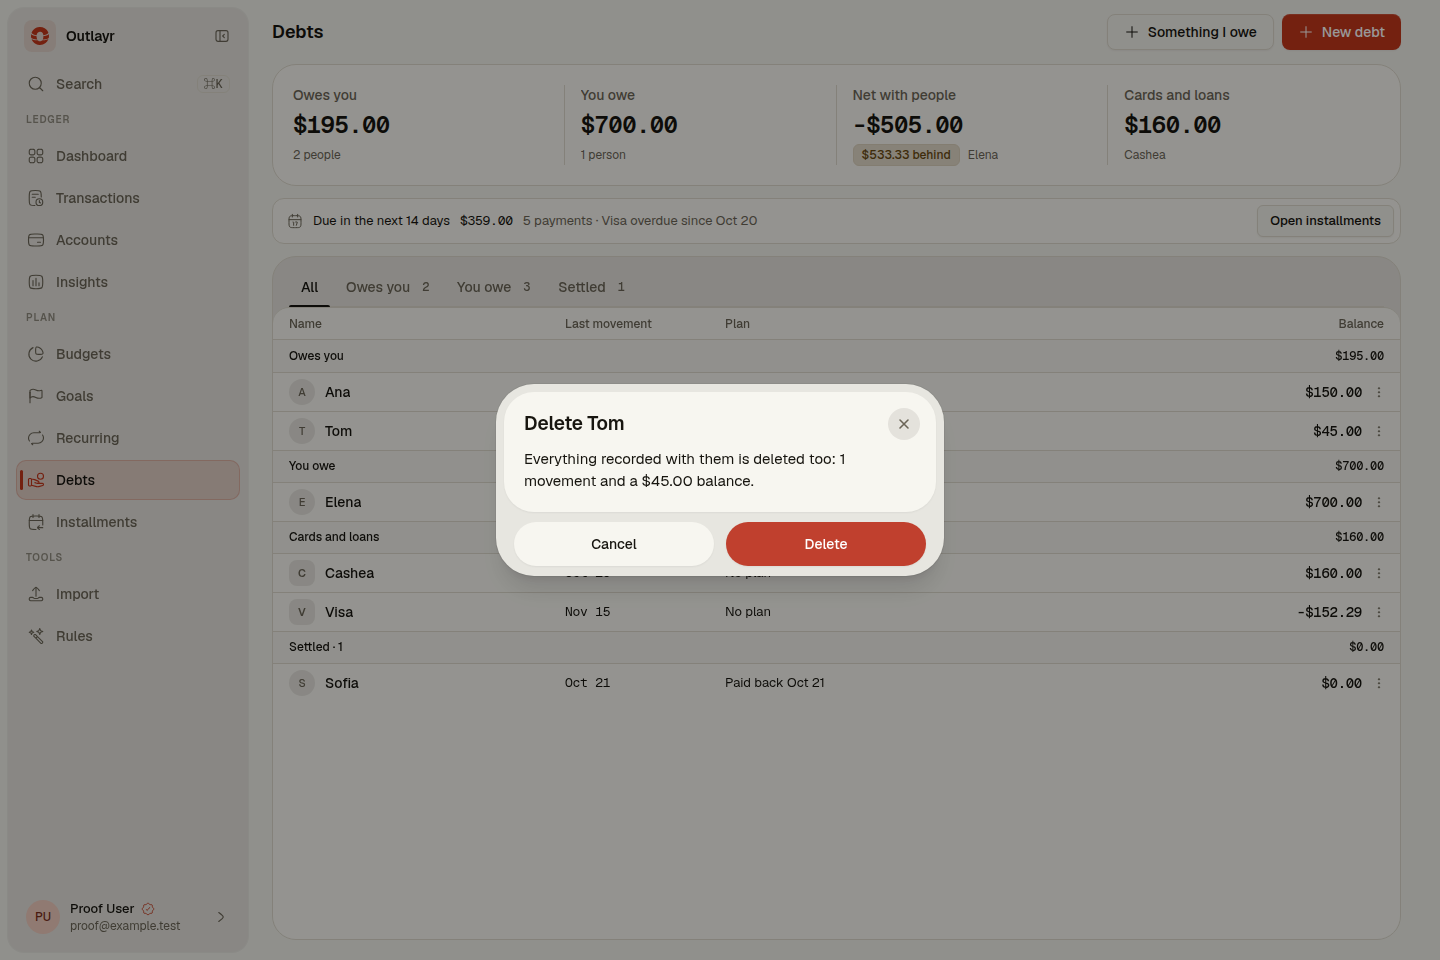 Outlayr
Search ⌘K
LEDGER
Dashboard
Transactions
Accounts
Insights
PLAN
Budgets
Goals
Recurring
Debts
Installments
TOOLS
Import
Rules
PU
Proof User
proof@example.test
Debts
Something I owe
New debt
Owes you
$195.00
2 people
You owe
$700.00
1 person
Net with people
-$505.00
$533.33 behind Elena
Cards and loans
$160.00
Cashea
Due in the next 14 days $359.00 5 payments · Visa overdue since Oct 20
Open installments
All Owes you 2 You owe 3 Settled 1
Name Last movement Plan Balance
Owes you $195.00
A Ana $150.00
T Tom $45.00
You owe $700.00
E Elena $700.00
Cards and loans $160.00
C Cashea $160.00
V Visa Nov 15 No plan -$152.29
Settled · 1 $0.00
S Sofia Oct 21 Paid back Oct 21 $0.00
Delete Tom
Everything recorded with them is deleted too: 1
movement and a $45.00 balance.
Cancel
Delete